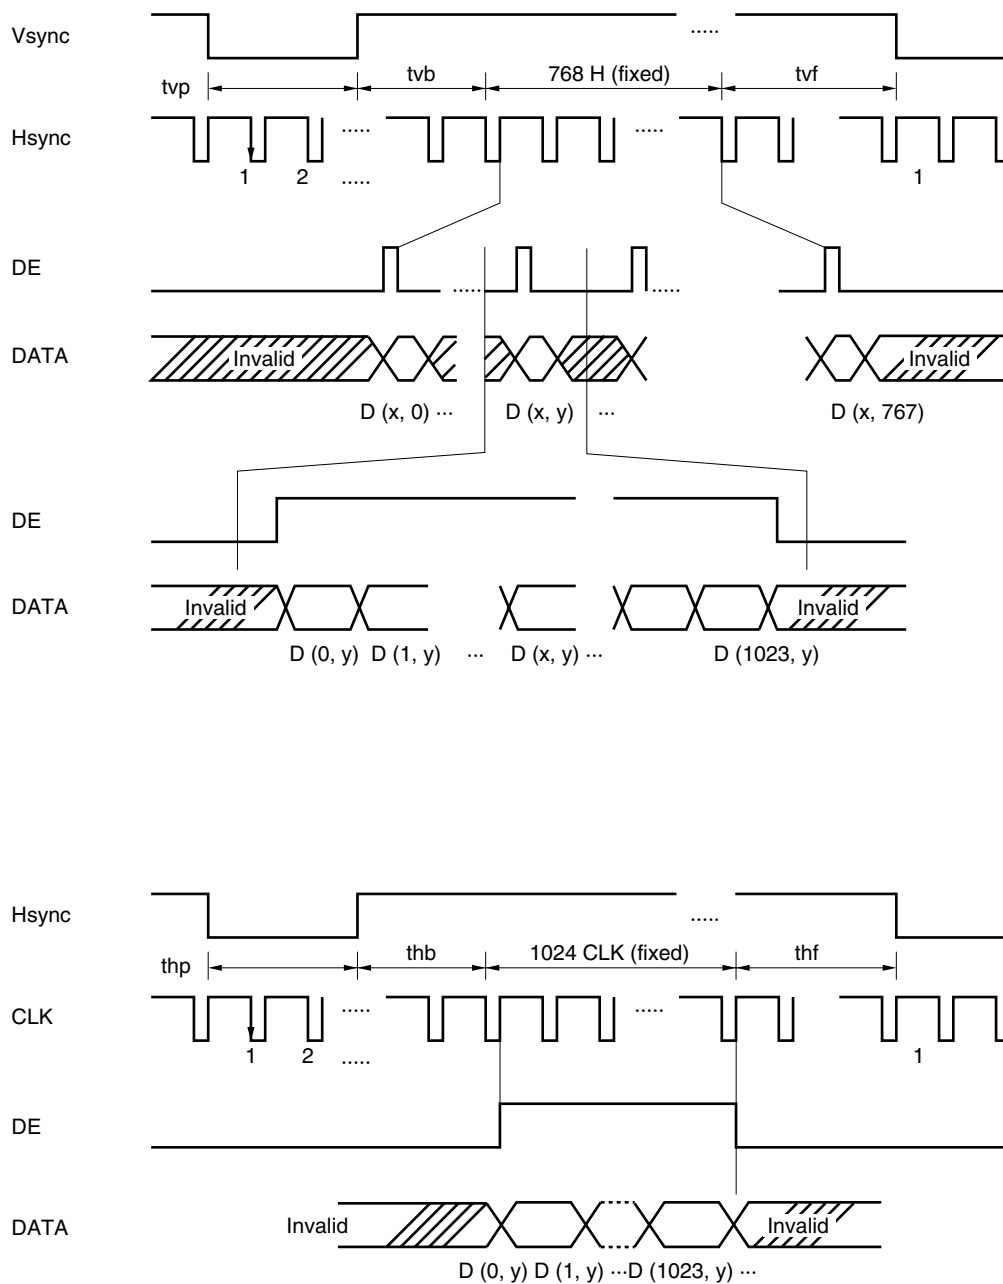 Vsync
.....
tvp
tvb
768 H (fixed)
tvf
Hsync
..... .....
1 2 ..... 1
DE
..... .....
DATA
Invalid Invalid
D (x, 0) ... D (x, y) ... D (x, 767)
DE
DATA
Invalid Invalid
D (0, y) D (1, y) ... D (x, y) ... D (1023, y)
Hsync
.....
thp
thb
1024 CLK (fixed)
thf
CLK
..... .....
1 2 ..... 1
DE
DATA
Invalid Invalid
D (0, y) D (1, y) ...D (1023, y) ...